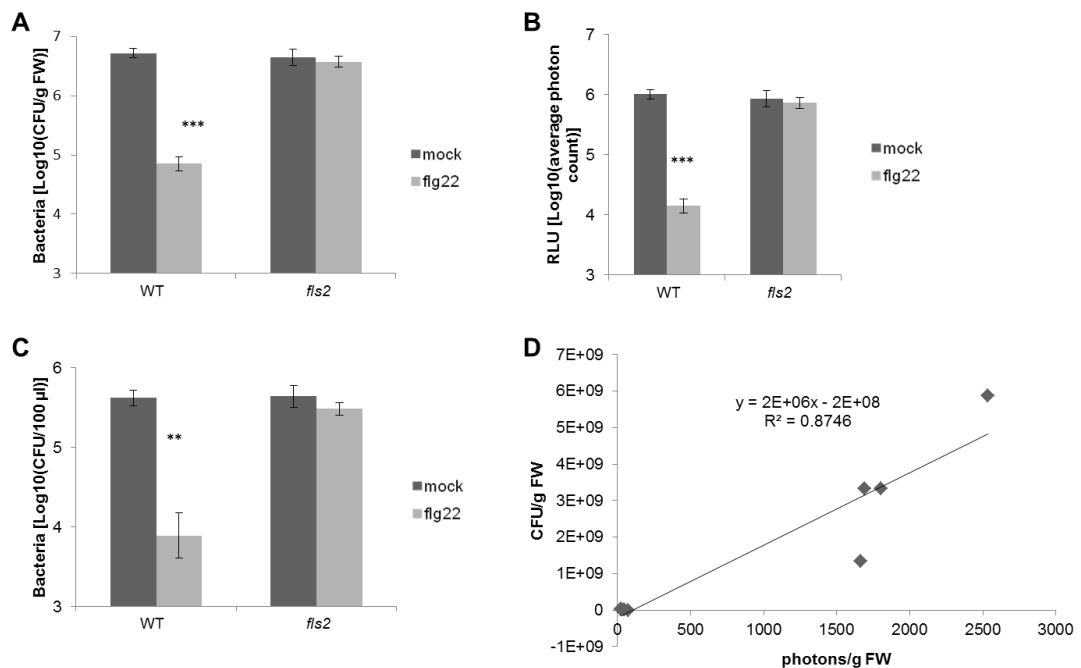 A
Bacteria [Log10(CFU/g FW)]
7
6
5
4
3
***
WT
fls2
mock
flg22
B
RLU [Log10(average photon
count)]
7
6
5
4
3
***
WT
fls2
mock
flg22
C
Bacteria [Log10(CFU/100 µl)]
6
5
4
3
**
WT
fls2
mock
flg22
D
CFU/g FW
7E+09
6E+09
5E+09
4E+09
3E+09
2E+09
1E+09
0
-1E+09
y = 2E+06x - 2E+08
R² = 0.8746
0 500 1000 1500 2000 2500 3000
photons/g FW